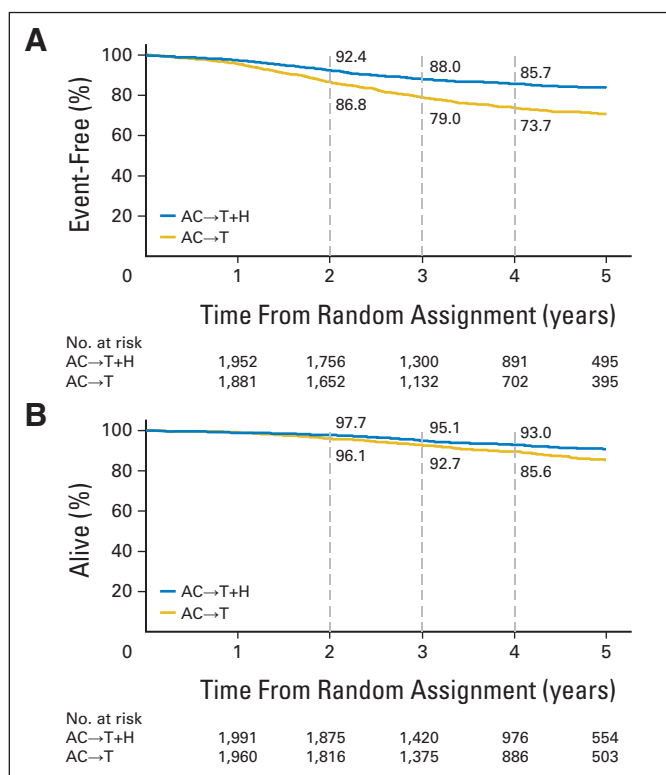 A
100
80
60
40
20
0
Event-Free (%)
92.4
88.0
85.7
86.8
79.0
73.7
AC→T+H
AC→T
1 2 3 4 5
Time From Random Assignment (years)
No. at risk
AC→T+H 1,952 1,756 1,300 891 495
AC→T 1,881 1,652 1,132 702 395
B
100
80
60
40
20
0
Alive (%)
97.7
95.1
93.0
96.1
92.7
85.6
AC→T+H
AC→T
1 2 3 4 5
Time From Random Assignment (years)
No. at risk
AC→T+H 1,991 1,875 1,420 976 554
AC→T 1,960 1,816 1,375 886 503